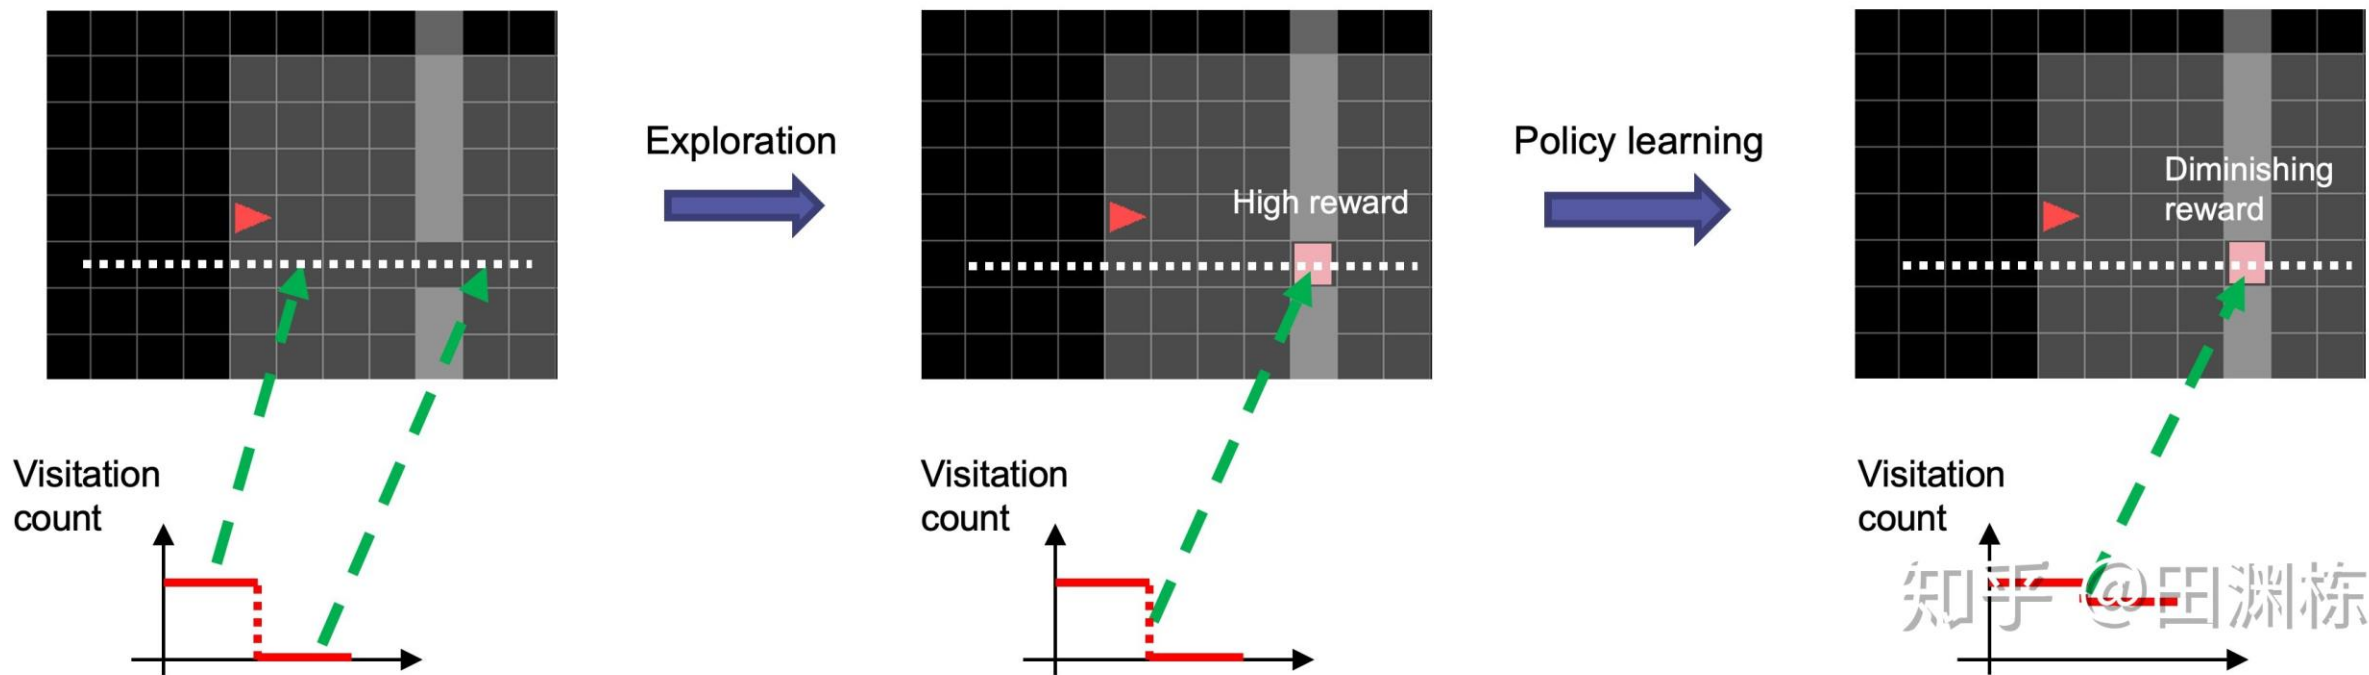 Exploration
Policy learning
High reward
Diminishing
reward
Visitation
count
Visitation
count
Visitation
count
知乎 @田渊栋